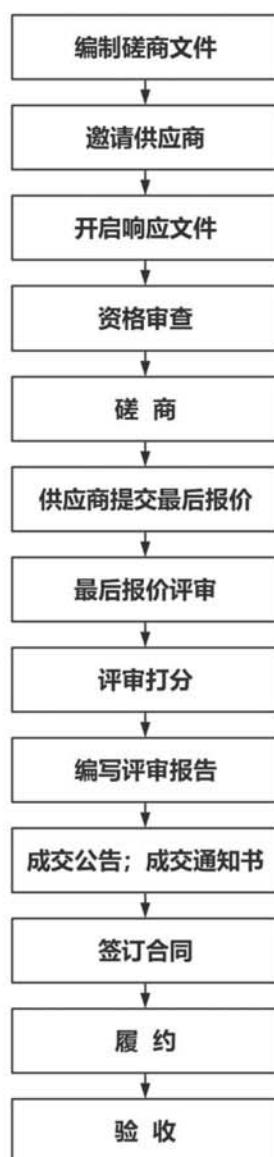 编制磋商文件
邀请供应商
开启响应文件
资格审查
磋 商
供应商提交最后报价
最后报价评审
评审打分
编写评审报告
成交公告；成交通知书
签订合同
履 约
验 收